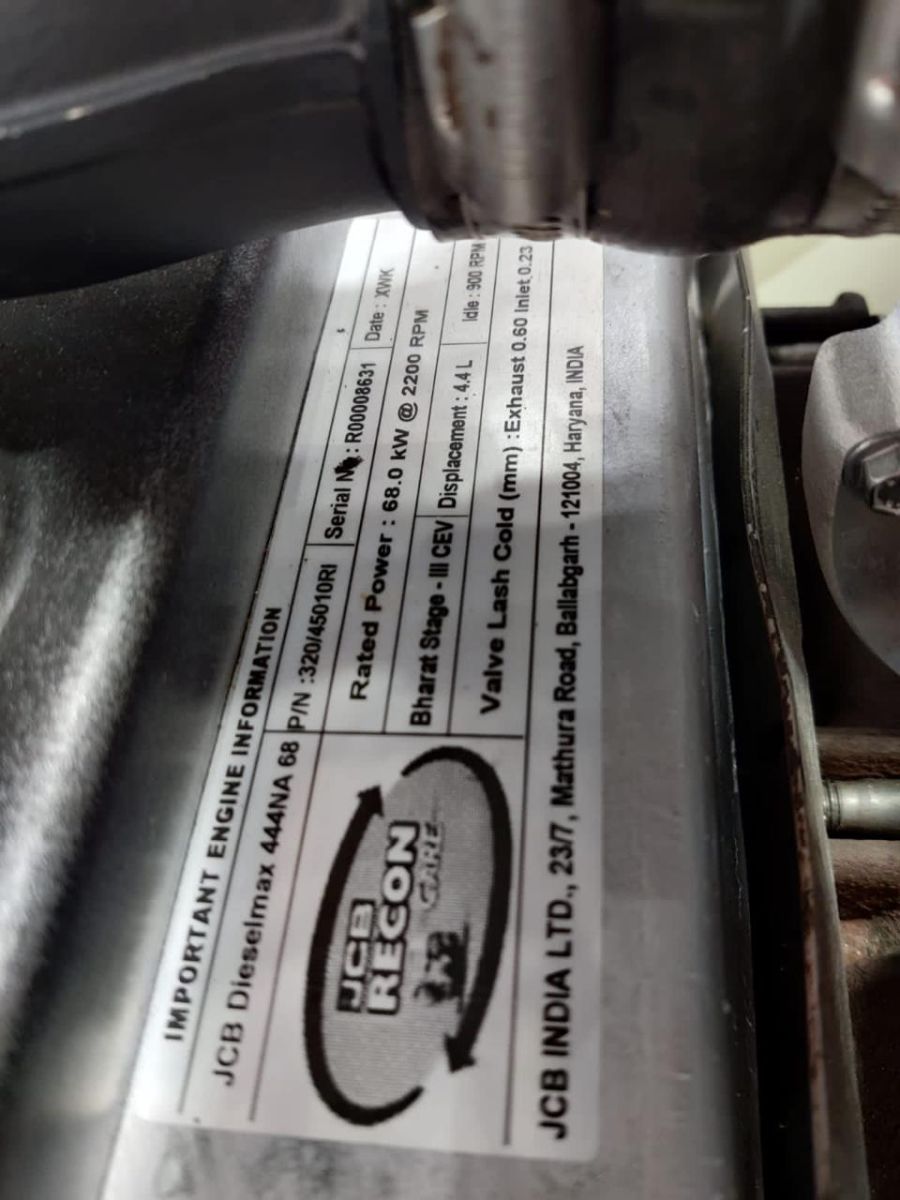 IMPORTANT ENGINE INFORMATION
JCB Dieselmax 444NA 68 P/N :320/45010RI Serial : R00008631 Date : XWK
Rated Power : 68.0 kW @ 2200 RPM
Bharat Stage - III CEV Displacement : 4.4 L Idle : 900 RPM
Valve Lash Cold (mm) :Exhaust 0.60 Inlet 0.23
JCB
RECON
CARE
JCB INDIA LTD., 23/7, Mathura Road, Ballabgarh - 121004, Haryana, INDIA